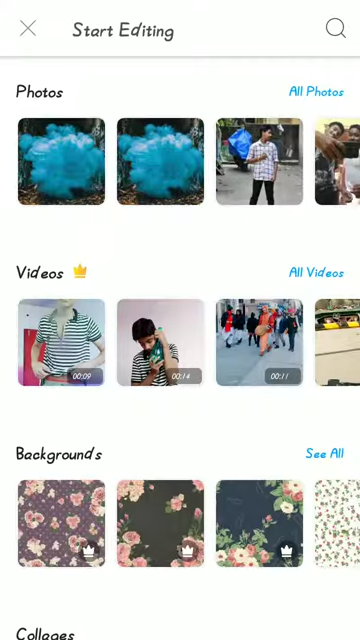 Start Editing
Photos All Photos
Videos All Videos
00:09 00:14 00:11
Backgrounds See All
Collages